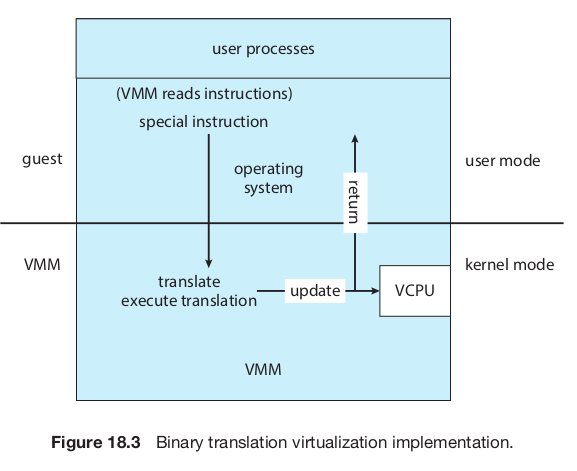 user processes
(VMM reads instructions)
special instruction
guest
operating
system
user mode
return
VMM
kernel mode
translate
execute translation
update
VCPU
VMM
Figure 18.3 Binary translation virtualization implementation.